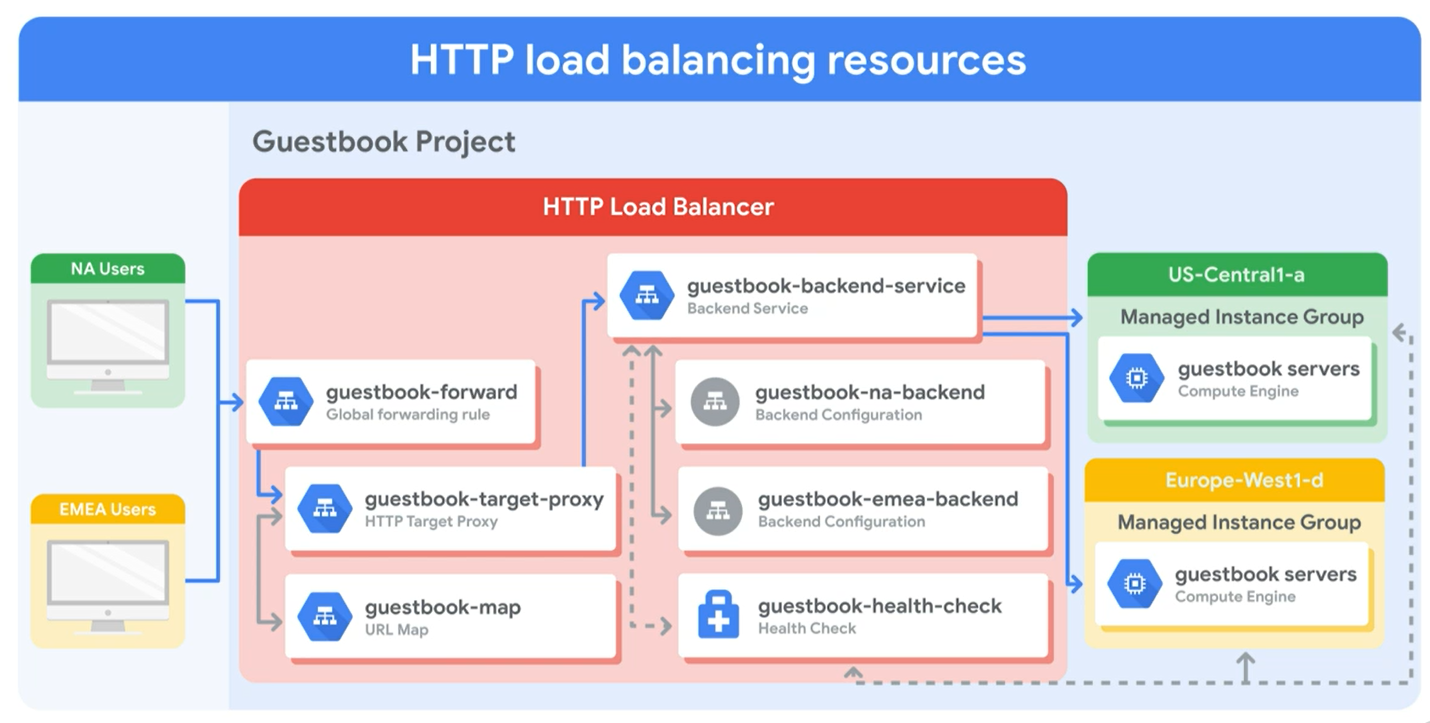 HTTP load balancing resources
Guestbook Project
HTTP Load Balancer
NA Users
EMEA Users
guestbook-forward
Global forwarding rule
guestbook-target-proxy
HTTP Target Proxy
guestbook-map
URL Map
guestbook-backend-service
Backend Service
guestbook-na-backend
Backend Configuration
guestbook-emea-backend
Backend Configuration
guestbook-health-check
Health Check
US-Central1-a
Managed Instance Group
guestbook servers
Compute Engine
Europe-West1-d
Managed Instance Group
guestbook servers
Compute Engine